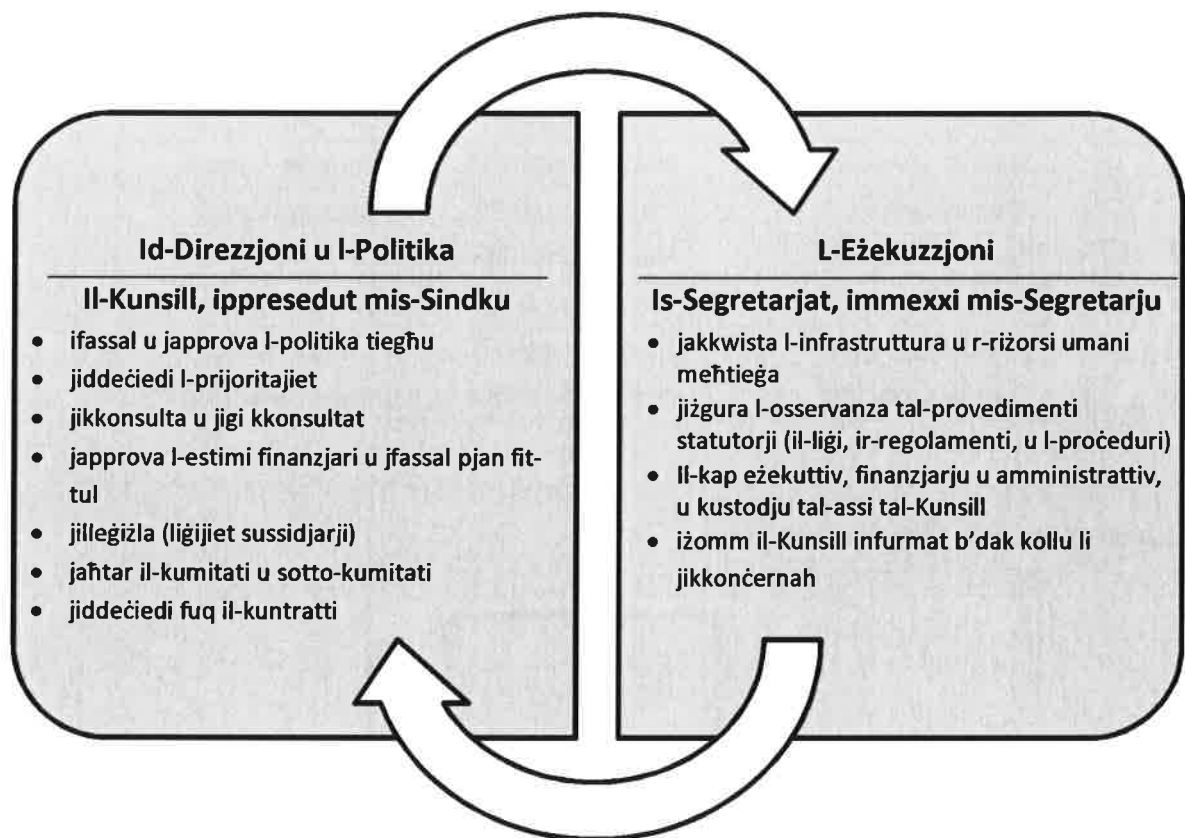 Id-Direzzjoni u l-Politika
Il-Kunsill, ippresedut mis-Sindku
• ifassal u japprova l-politika tiegħu
• jiddeċiedi l-prijoritajiet
• jikkonsulta u jigi kkonsultat
• japprova l-estimi finanzjari u jfassal pjan fit-
tul
• jilleġiżla (liġijiet sussidjarji)
• jaħtar il-kumitati u sotto-kumitati
• jiddeċiedi fuq il-kuntratti
L-Eżekuzzjoni
Is-Segretarjat, immexxi mis-Segretarju
• jakkwista l-infrastruttura u r-riżorsi umani
meħtieġa
• jiżgura l-osservanza tal-provedimenti
statutorji (il-liġi, ir-regolamenti, u l-proċeduri)
• Il-kap eżekuttiv, finanzjarju u amministrattiv,
u kustodju tal-assi tal-Kunsill
• iżomm il-Kunsill infurmat b'dak kollu li
jikkonċernah